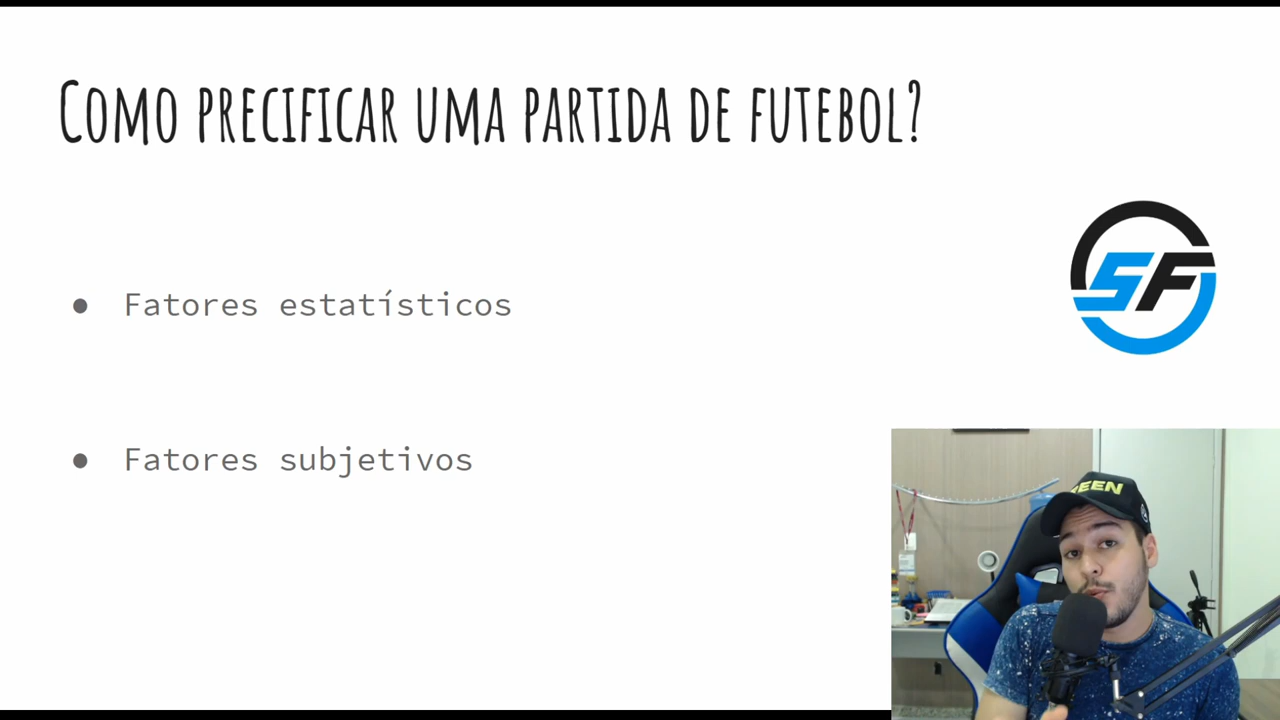 Como precificar uma partida de futebol?
SF
● Fatores estatísticos
● Fatores subjetivos